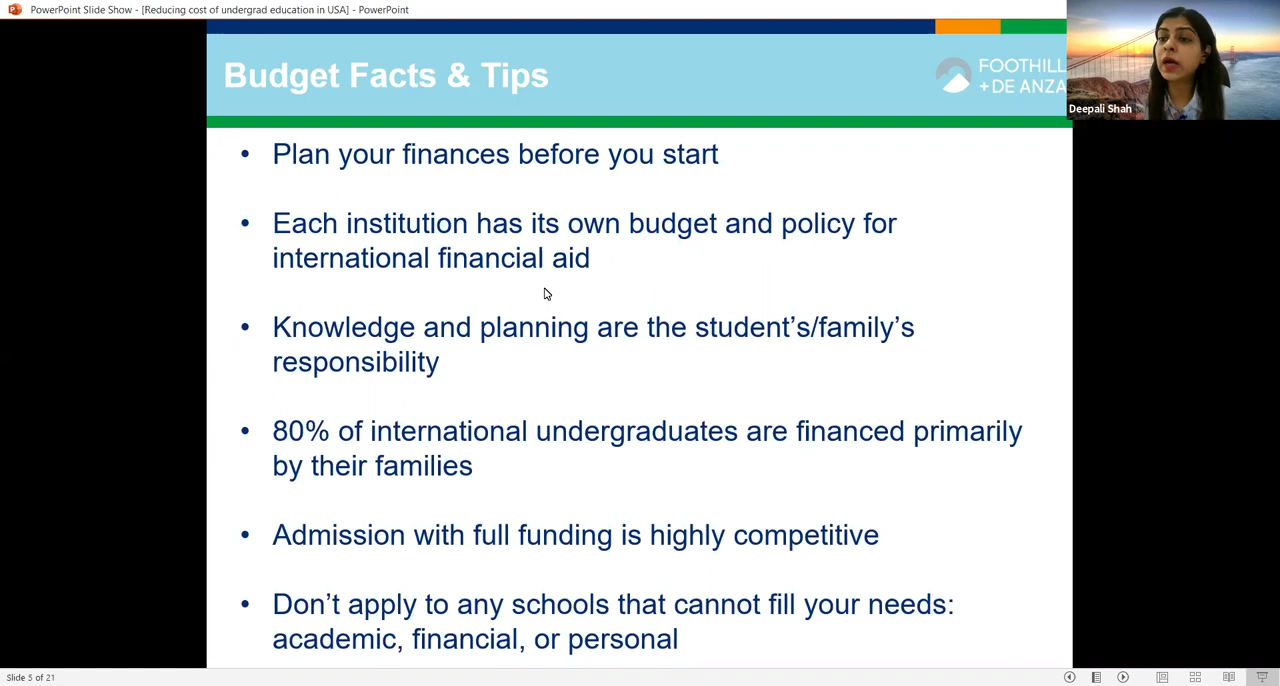 PowerPoint Slide Show - [Reducing cost of undergrad education in USA] - PowerPoint
Budget Facts & Tips
FOOTHILL
+DE ANZA
Deepali Shah
• Plan your finances before you start
• Each institution has its own budget and policy for
international financial aid
• Knowledge and planning are the student’s/family’s
responsibility
• 80% of international undergraduates are financed primarily
by their families
• Admission with full funding is highly competitive
• Don’t apply to any schools that cannot fill your needs:
academic, financial, or personal
Slide 5 of 21